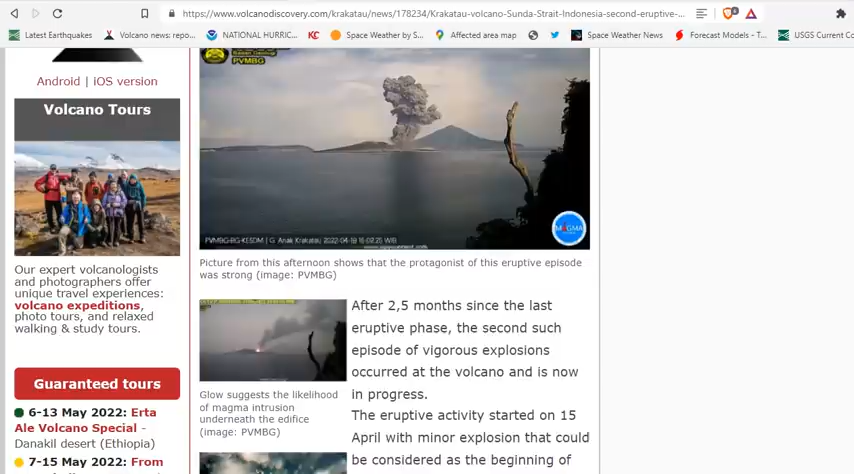 https://www.volcanodiscovery.com/krakatau/news/178234/Krakatau-volcano-Sunda-Strait-Indonesia-second-eruptive-...
Latest Earthquakes
Volcano news: repo...
NATIONAL HURRIC...
KC
Space Weather by S...
Affected area map
Space Weather News
Forecast Models - T...
USGS Current Co
Android | iOS version
Volcano Tours
Our expert volcanologists
and photographers offer
unique travel experiences:
volcano expeditions,
photo tours, and relaxed
walking & study tours.
Guaranteed tours
6-13 May 2022: Erta
Ale Volcano Special -
Danakil desert (Ethiopia)
7-15 May 2022: From
PVMBG
PVMBG-BG-KESDM | G. Anak Krakatau 2022-04-19 16:02:25 WIB
MAGMA
Picture from this afternoon shows that the protagonist of this eruptive episode
was strong (image: PVMBG)
Glow suggests the likelihood
of magma intrusion
underneath the edifice
(image: PVMBG)
After 2,5 months since the last
eruptive phase, the second such
episode of vigorous explosions
occurred at the volcano and is now
in progress.
The eruptive activity started on 15
April with minor explosion that could
be considered as the beginning of